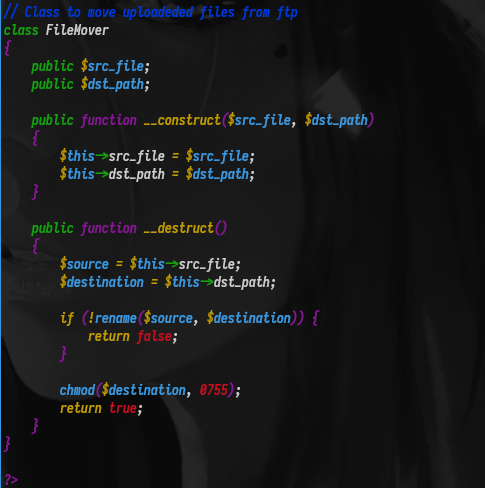 // Class to move uploadeded files from ftp
class FileMover
{
    public $src_file;
    public $dst_path;

    public function __construct($src_file, $dst_path)
    {
        $this->src_file = $src_file;
        $this->dst_path = $dst_path;
    }

    public function __destruct()
    {
        $source = $this->src_file;
        $destination = $this->dst_path;

        if (!rename($source, $destination)) {
            return false;
        }

        chmod($destination, 0755);
        return true;
    }
}

?>